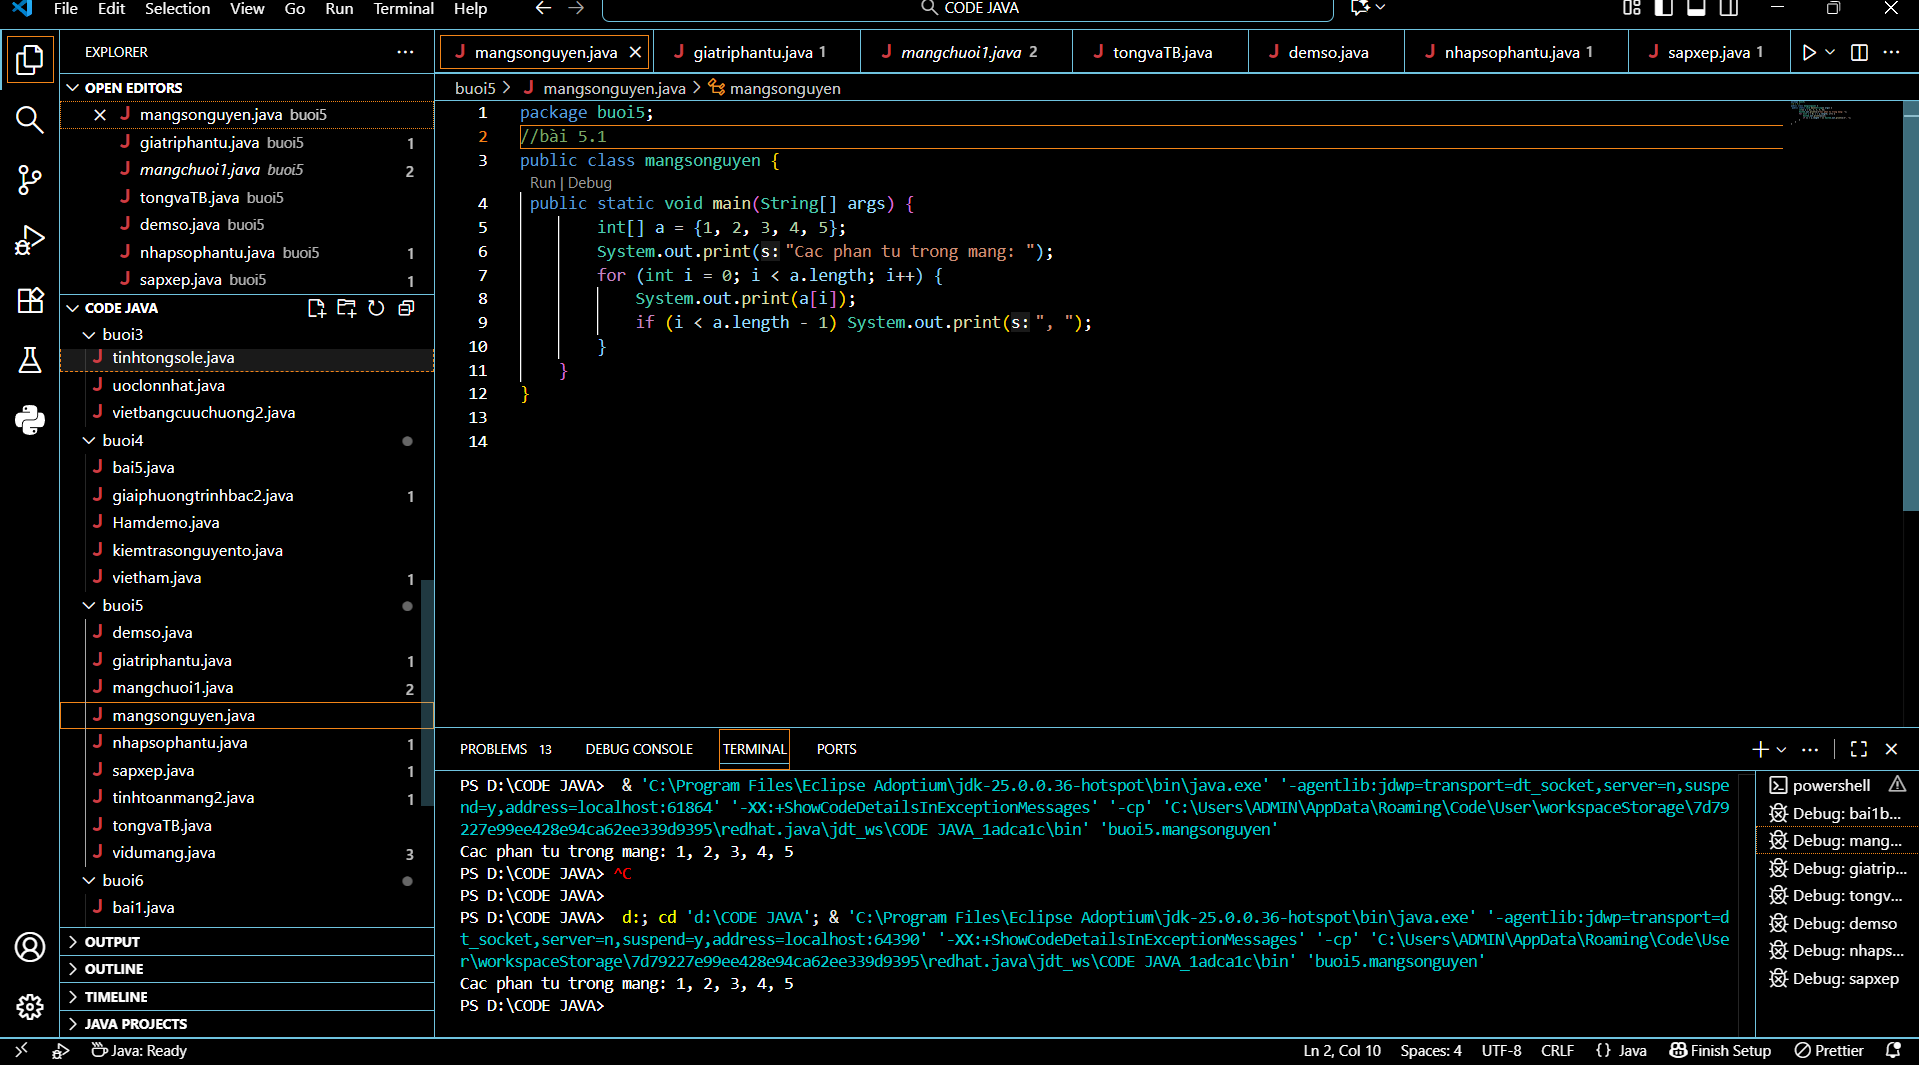 File Edit Selection View Go Run Terminal Help
CODE JAVA
EXPLORER
OPEN EDITORS
mangsonguyen.java buoi5
giatriphantu.java buoi5 1
mangchuoi1.java buoi5 2
tongvaTB.java buoi5
demso.java buoi5
nhapsophantu.java buoi5 1
sapxep.java buoi5 1
CODE JAVA
buoi3
tinhtongsole.java
uoclonnhat.java
vietbangcuuchuong2.java
buoi4
bai5.java
giaiphuongtrinhbac2.java 1
Hamdemo.java
kiemtrasonguyento.java
vietham.java 1
buoi5
demso.java
giatriphantu.java 1
mangchuoi1.java 2
mangsonguyen.java
nhapsophantu.java 1
sapxep.java 1
tinhtoanmang2.java 1
tongvaTB.java
vidumang.java 3
buoi6
bai1.java
OUTPUT
OUTLINE
TIMELINE
JAVA PROJECTS
mangsonguyen.java giatriphantu.java 1 mangchuoi1.java 2 tongvaTB.java demso.java nhapsophantu.java 1 sapxep.java 1
buoi5 > mangsonguyen.java > mangsonguyen
1 package buoi5;
2 //bài 5.1
3 public class mangsonguyen {
Run | Debug
4 public static void main(String[] args) {
5 int[] a = {1, 2, 3, 4, 5};
6 System.out.print(s: "Cac phan tu trong mang: ");
7 for (int i = 0; i < a.length; i++) {
8 System.out.print(a[i]);
9 if (i < a.length - 1) System.out.print(s: ", ");
10 }
11 }
12 }
13
14
PROBLEMS 13 DEBUG CONSOLE TERMINAL PORTS
PS D:\CODE JAVA>  & 'C:\Program Files\Eclipse Adoptium\jdk-25.0.0.36-hotspot\bin\java.exe' '-agentlib:jdwp=transport=dt_socket,server=n,suspe
nd=y,address=localhost:61864' '-XX:+ShowCodeDetailsInExceptionMessages' '-cp' 'C:\Users\ADMIN\AppData\Roaming\Code\User\workspaceStorage\7d79
227e99ee428e94ca62ee339d9395\redhat.java\jdt_ws\CODE JAVA_1adca1c\bin' 'buoi5.mangsonguyen'
Cac phan tu trong mang: 1, 2, 3, 4, 5
PS D:\CODE JAVA> ^C
PS D:\CODE JAVA>
PS D:\CODE JAVA>  d:; cd 'd:\CODE JAVA'; & 'C:\Program Files\Eclipse Adoptium\jdk-25.0.0.36-hotspot\bin\java.exe' '-agentlib:jdwp=transport=d
t_socket,server=n,suspend=y,address=localhost:64390' '-XX:+ShowCodeDetailsInExceptionMessages' '-cp' 'C:\Users\ADMIN\AppData\Roaming\Code\Use
r\workspaceStorage\7d79227e99ee428e94ca62ee339d9395\redhat.java\jdt_ws\CODE JAVA_1adca1c\bin' 'buoi5.mangsonguyen'
Cac phan tu trong mang: 1, 2, 3, 4, 5
PS D:\CODE JAVA>
powershell
Debug: bai1b...
Debug: mang...
Debug: giatrip...
Debug: tongv...
Debug: demso
Debug: nhaps...
Debug: sapxep
Java: Ready
Ln 2, Col 10 Spaces: 4 UTF-8 CRLF {} Java Finish Setup Prettier